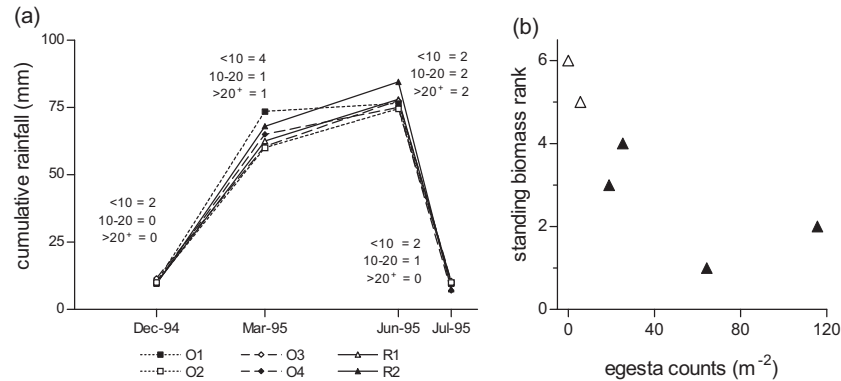 (a)
cumulative rainfall (mm)
100
75
50
25
0
<10 = 2
10-20 = 0
>20⁺ = 0
<10 = 4
10-20 = 1
>20⁺ = 1
<10 = 2
10-20 = 2
>20⁺ = 2
<10 = 2
10-20 = 1
>20⁺ = 0
Dec-94 Mar-95 Jun-95 Jul-95
O1 O3 R1
O2 O4 R2
(b)
standing biomass rank
6
4
2
0
0 40 80 120
egesta counts (m⁻²)